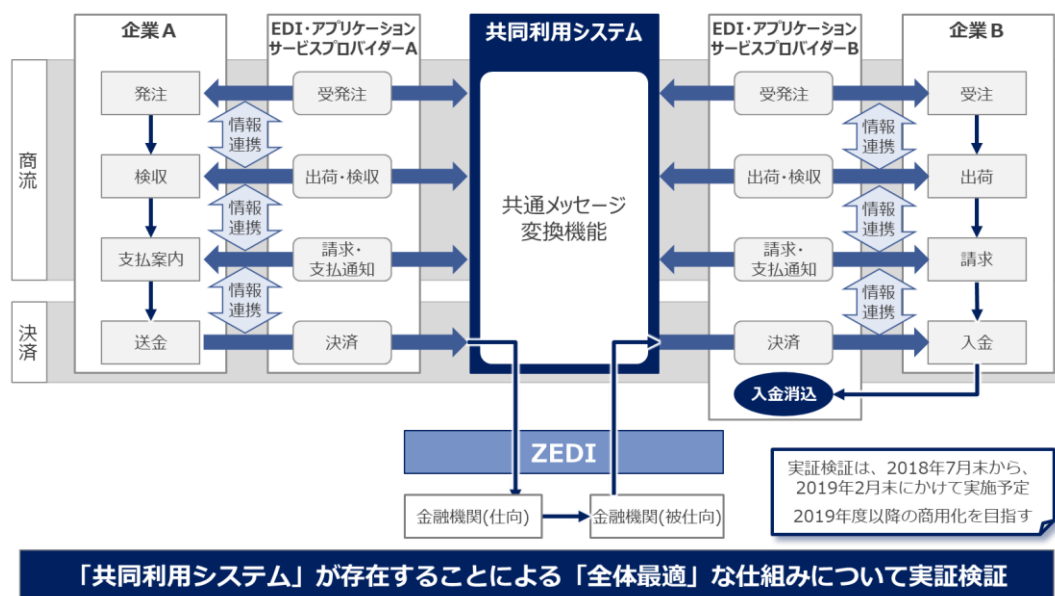 企業A
EDI・アプリケーション
サービスプロバイダーA
共同利用システム
EDI・アプリケーション
サービスプロバイダーB
企業B
商流
発注
受発注
受発注
受注
情報
連携
情報
連携
検収
出荷・検収
共通メッセージ
変換機能
出荷・検収
出荷
情報
連携
情報
連携
支払案内
請求・
支払通知
請求・
支払通知
請求
情報
連携
情報
連携
決済
送金
決済
決済
入金
入金消込
ZEDI
金融機関(仕向)
金融機関(被仕向)
実証検証は、2018年7月末から、
2019年2月末にかけて実施予定
2019年度以降の商用化を目指す
「共同利用システム」が存在することによる「全体最適」な仕組みについて実証検証